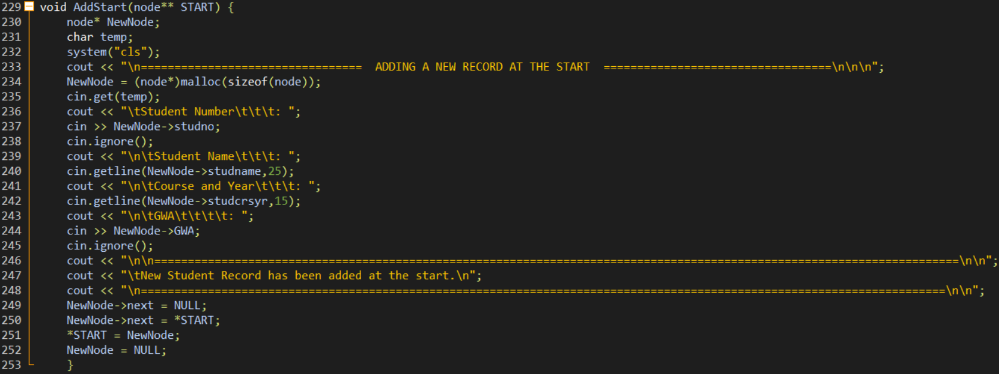 229 void AddStart(node** START) {
230 node* NewNode;
231 char temp;
232 system("cls");
233 cout << "\n=================================  ADDING A NEW RECORD AT THE START  ==================================\n\n\n";
234 NewNode = (node*)malloc(sizeof(node));
235 cin.get(temp);
236 cout << "\tStudent Number\t\t\t: ";
237 cin >> NewNode->studno;
238 cin.ignore();
239 cout << "\n\tStudent Name\t\t\t: ";
240 cin.getline(NewNode->studname,25);
241 cout << "\n\tCourse and Year\t\t\t: ";
242 cin.getline(NewNode->studcrsyr,15);
243 cout << "\n\tGWA\t\t\t\t: ";
244 cin >> NewNode->GWA;
245 cin.ignore();
246 cout << "\n\n========================================================================================================================\n\n";
247 cout << "\tNew Student Record has been added at the start.\n";
248 cout << "\n========================================================================================================================\n\n";
249 NewNode->next = NULL;
250 NewNode->next = *START;
251 *START = NewNode;
252 NewNode = NULL;
253 }